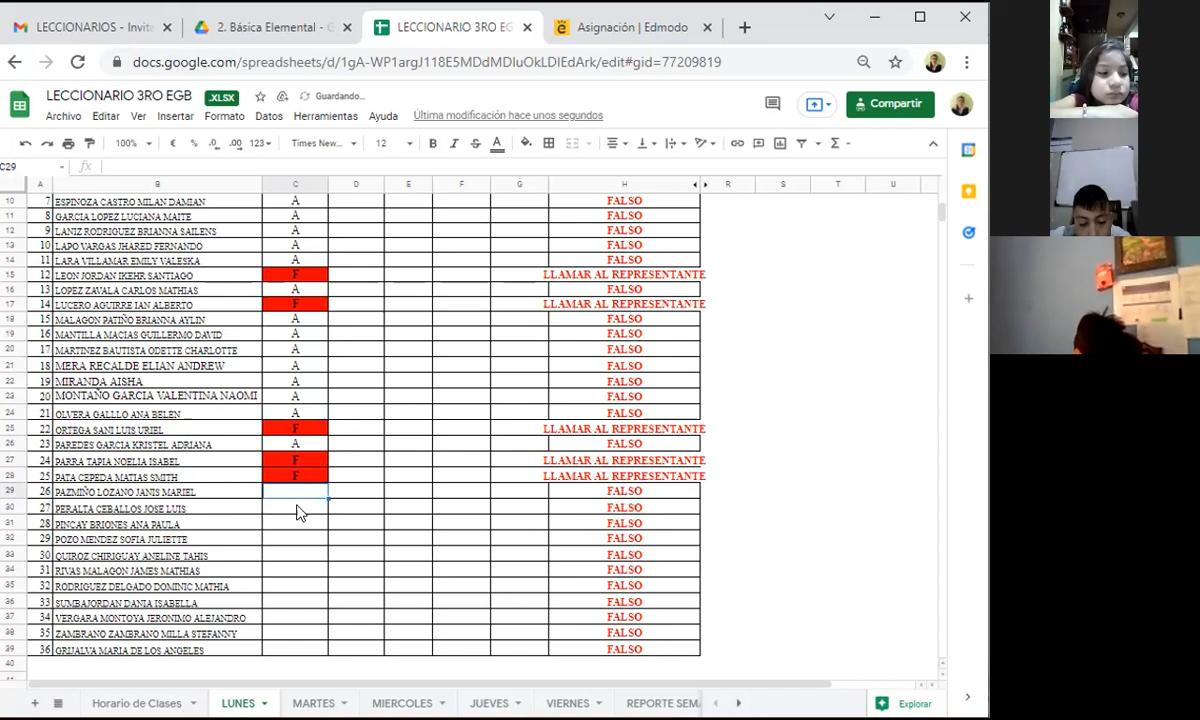 LECCIONARIOS - Invit
2. Básica Elemental - G
LECCIONARIO 3RO EGB
Asignación | Edmodo
docs.google.com/spreadsheets/d/1gA-WP1argJ118E5MDdMDIuOkLDIEdArk/edit#gid=77209819
LECCIONARIO 3RO EGB .XLSX Guardando...
Archivo Editar Ver Insertar Formato Datos Herramientas Ayuda Última modificación hace unos segundos
Compartir
100% € % .0 .00 123 Times New... 12 B I S A
C29 fx
A B C D E F G H R S T U
10 7 ESPINOZA CASTRO MILAN DAMIAN A FALSO
11 8 GARCIA LOPEZ LUCIANA MAITE A FALSO
12 9 LANIZ RODRIGUEZ BRIANNA SAILENS A FALSO
13 10 LAPO VARGAS JHARED FERNANDO A FALSO
14 11 LARA VILLAMAR EMILY VALESKA A FALSO
15 12 LEON JORDAN IKEHR SANTIAGO F LLAMAR AL REPRESENTANTE
16 13 LOPEZ ZAVALA CARLOS MATHIAS A FALSO
17 14 LUCERO AGUIRRE IAN ALBERTO F LLAMAR AL REPRESENTANTE
18 15 MALAGON PATIÑO BRIANNA AYLIN A FALSO
19 16 MANTILLA MACIAS GUILLERMO DAVID A FALSO
20 17 MARTINEZ BAUTISTA ODETTE CHARLOTTE A FALSO
21 18 MERA RECALDE ELIAN ANDREW A FALSO
22 19 MIRANDA AISHA A FALSO
23 20 MONTAÑO GARCIA VALENTINA NAOMI A FALSO
24 21 OLVERA GALLLO ANA BELEN A FALSO
25 22 ORTEGA SANI LUIS URIEL F LLAMAR AL REPRESENTANTE
26 23 PAREDES GARCIA KRISTEL ADRIANA A FALSO
27 24 PARRA TAPIA NOELIA ISABEL F LLAMAR AL REPRESENTANTE
28 25 PATA CEPEDA MATIAS SMITH F LLAMAR AL REPRESENTANTE
29 26 PAZMIÑO LOZANO JANIS MARIEL FALSO
30 27 PERALTA CEBALLOS JOSE LUIS FALSO
31 28 PINCAY BRIONES ANA PAULA FALSO
32 29 POZO MENDEZ SOFIA JULIETTE FALSO
33 30 QUIROZ CHIRIGUAY ANELINE TAHIS FALSO
34 31 RIVAS MALAGON JAMES MATHIAS FALSO
35 32 RODRIGUEZ DELGADO DOMINIC MATHIA FALSO
36 33 SUMBAJORDAN DANIA ISABELLA FALSO
37 34 VERGARA MONTOYA JERONIMO ALEJANDRO FALSO
38 35 ZAMBRANO ZAMBRANO MILLA STEFANNY FALSO
39 36 GRIJALVA MARIA DE LOS ANGELES FALSO
40
Horario de Clases LUNES MARTES MIERCOLES JUEVES VIERNES REPORTE SEMA Explorar